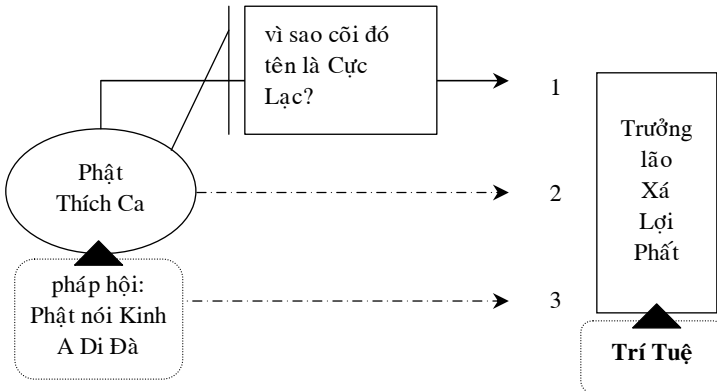 vì sao cõi đó
tên là Cực
Lạc?
1
Phật
Thích Ca
2
Trưởng
lão
Xá
Lợi
Phất
pháp hội:
Phật nói Kinh
A Di Đà
3
Trí Tuệ